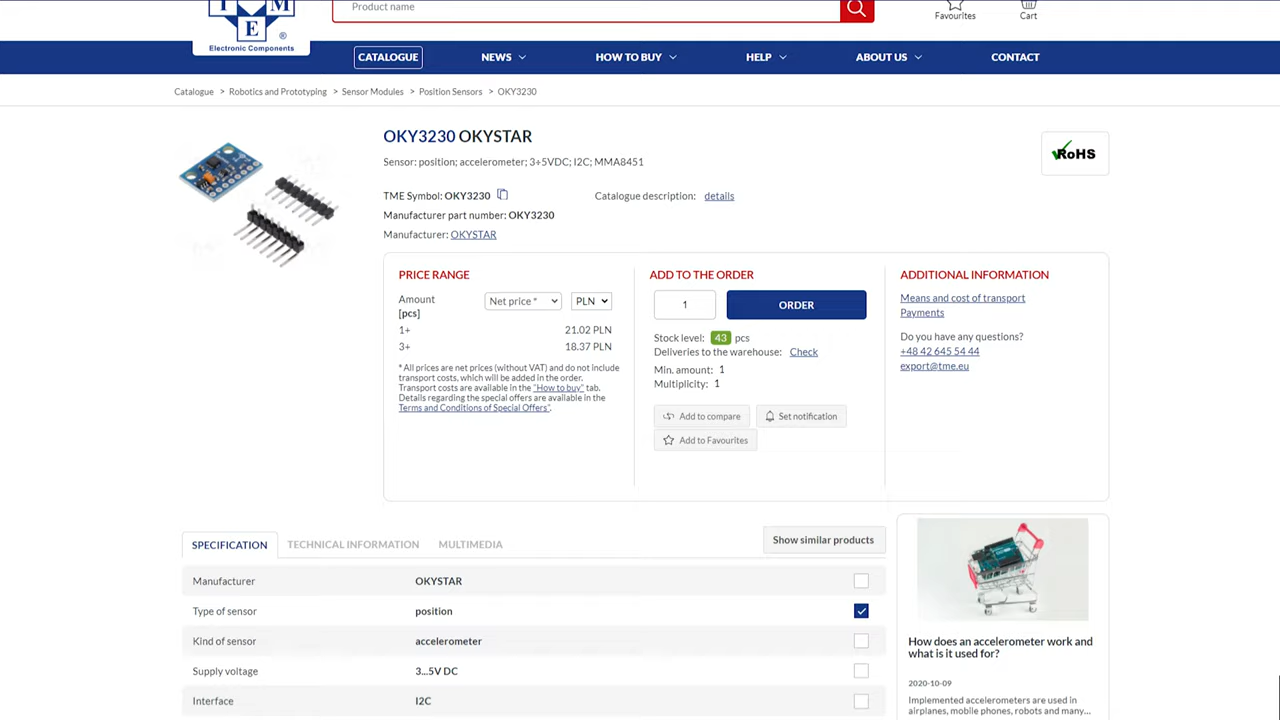 T M E
®
Electronic Components
Product name
Favourites
Cart
CATALOGUE
NEWS
HOW TO BUY
HELP
ABOUT US
CONTACT
Catalogue > Robotics and Prototyping > Sensor Modules > Position Sensors > OKY3230
OKY3230 OKYSTAR
Sensor: position; accelerometer; 3÷5VDC; I2C; MMA8451
RoHS
TME Symbol: OKY3230
Catalogue description: details
Manufacturer part number: OKY3230
Manufacturer: OKYSTAR
PRICE RANGE
Amount
[pcs]
Net price *
PLN
1+ 21.02 PLN
3+ 18.37 PLN
* All prices are net prices (without VAT) and do not include
transport costs, which will be added in the order.
Transport costs are available in the "How to buy" tab.
Details regarding the special offers are available in the
Terms and Conditions of Special Offers".
ADD TO THE ORDER
1
ORDER
Stock level: 43 pcs
Deliveries to the warehouse: Check
Min. amount: 1
Multiplicity: 1
Add to compare
Set notification
Add to Favourites
ADDITIONAL INFORMATION
Means and cost of transport
Payments
Do you have any questions?
+48 42 645 54 44
export@tme.eu
SPECIFICATION
TECHNICAL INFORMATION
MULTIMEDIA
Show similar products
Manufacturer OKYSTAR
Type of sensor position
Kind of sensor accelerometer
Supply voltage 3...5V DC
Interface I2C
How does an accelerometer work and
what is it used for?
2020-10-09
Implemented accelerometers are used in
airplanes, mobile phones, robots and many...